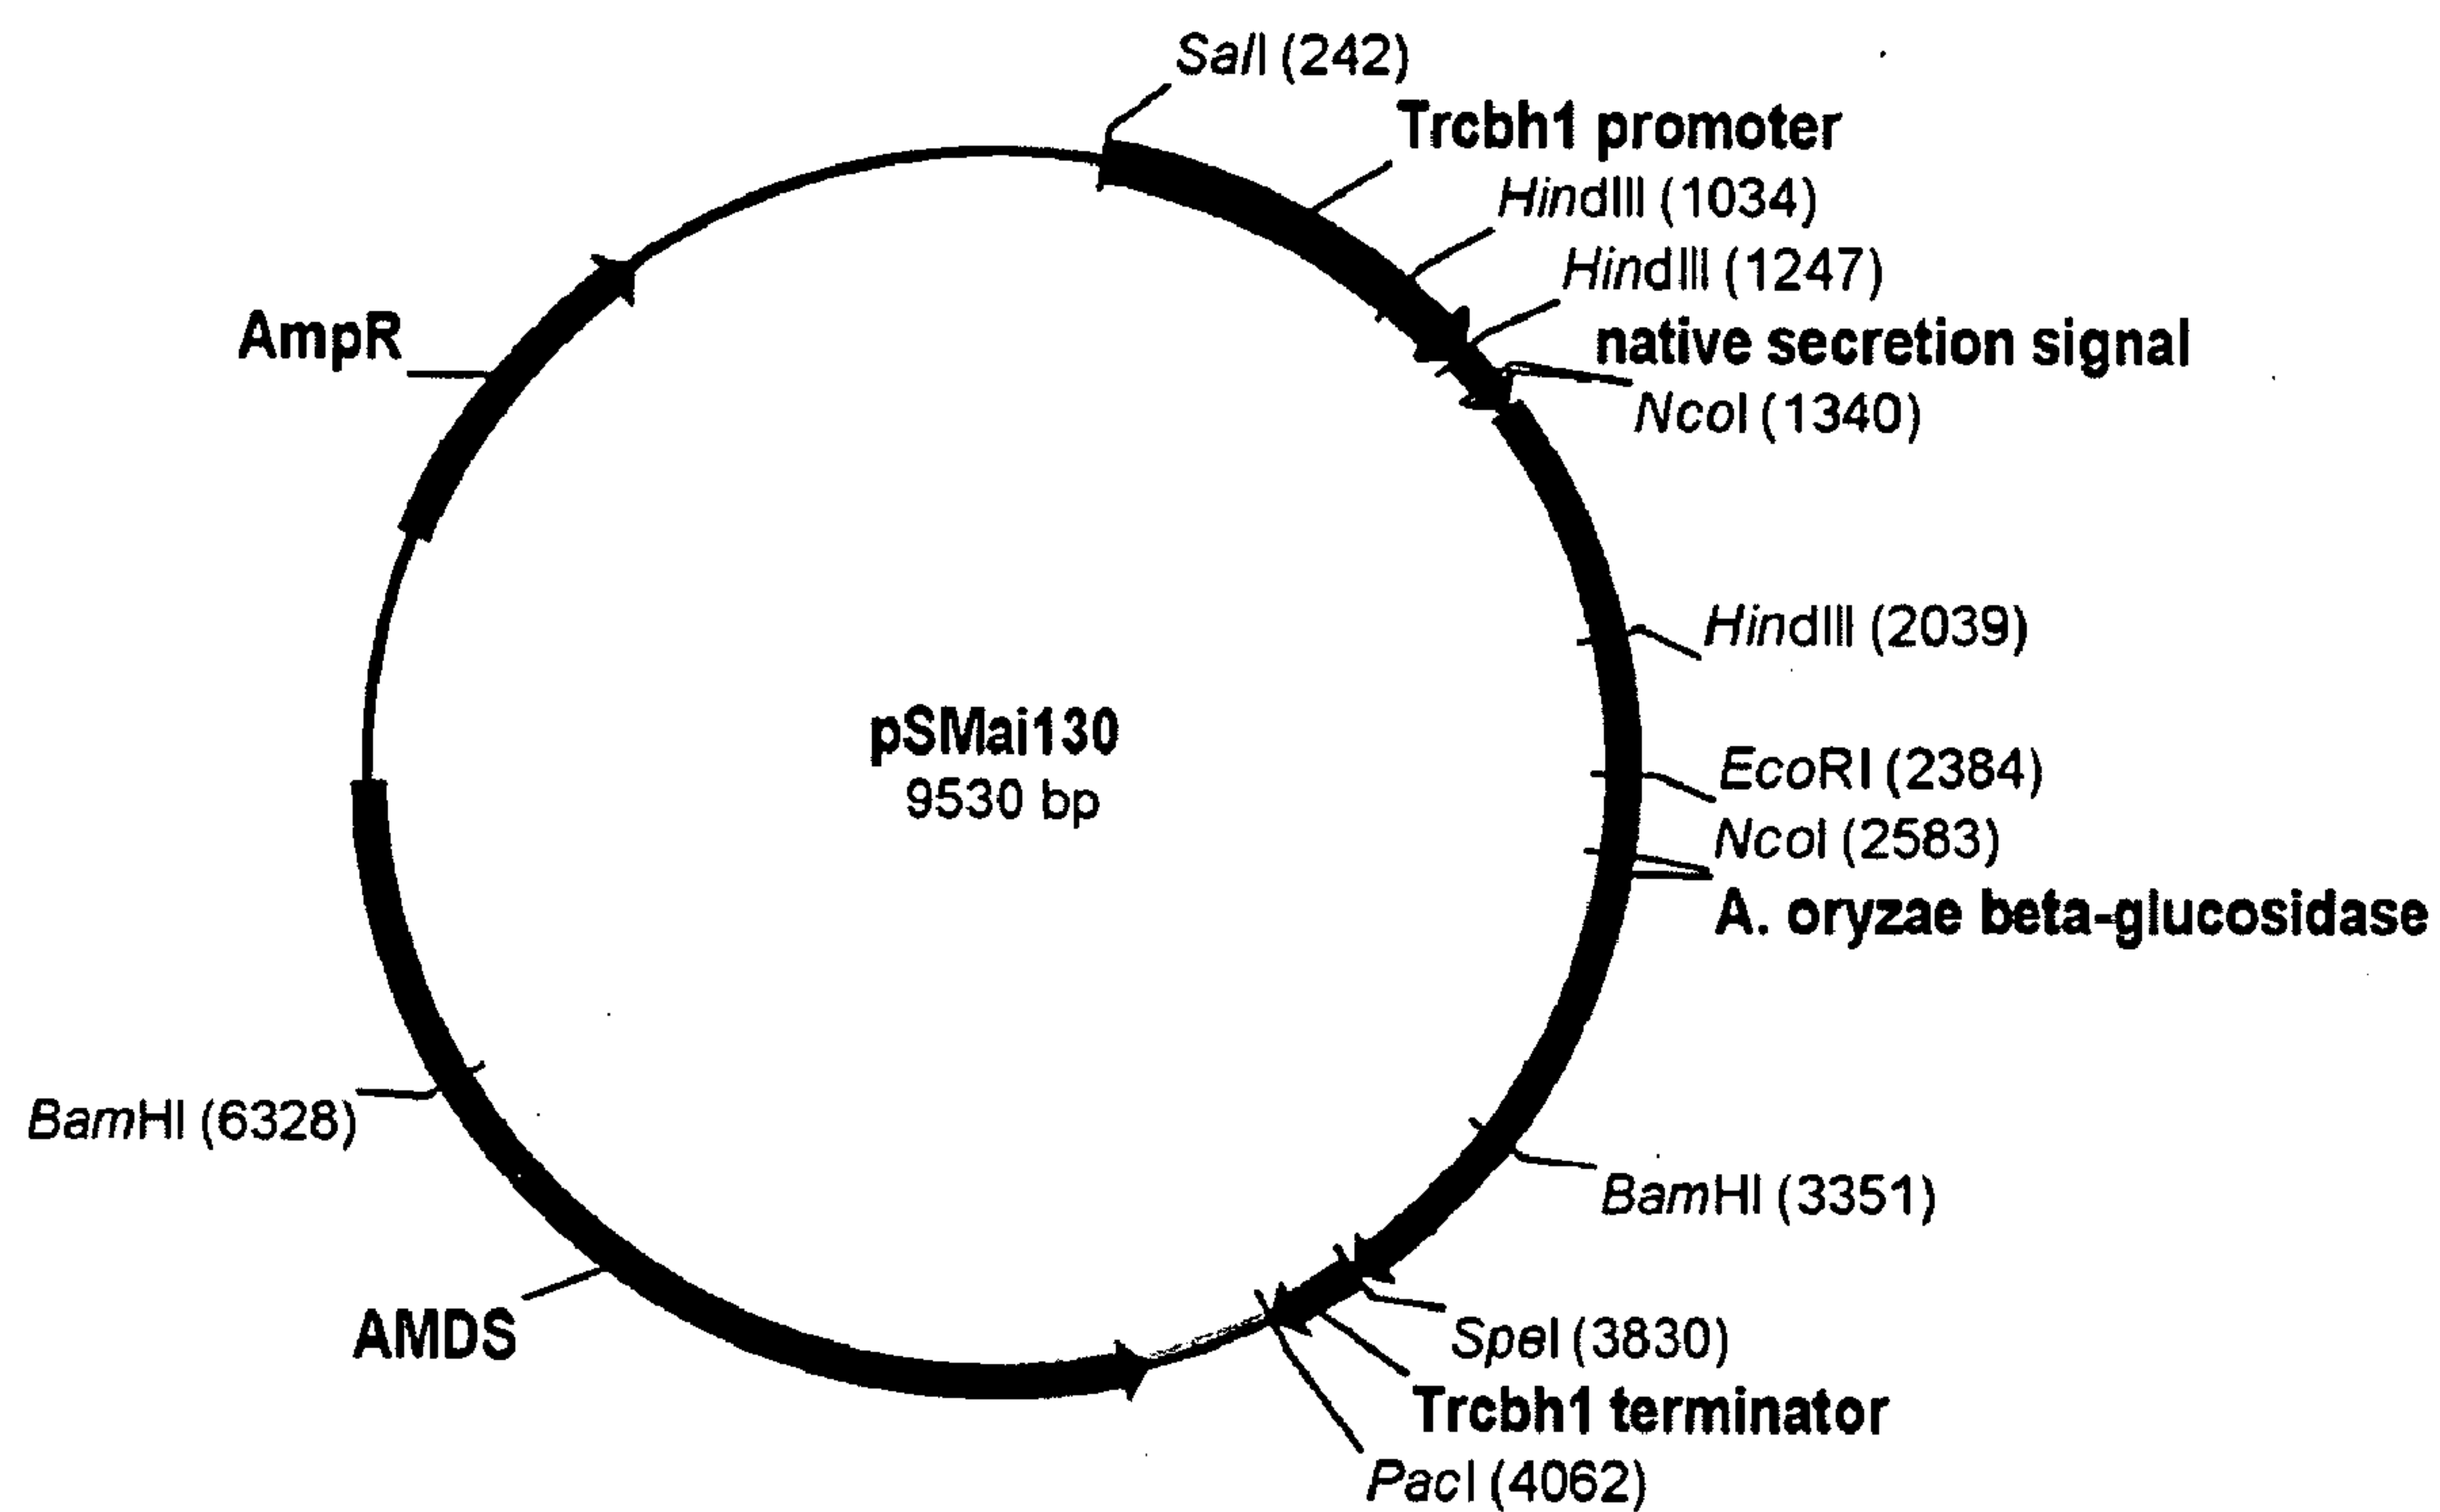 SalI (242)
Trcbh1 promoter
HindIII (1034)
HindIII (1247)
native secretion signal
NcoI (1340)
AmpR
HindIII (2039)
pSMai130
9530 bp
EcoRI (2384)
NcoI (2583)
A. oryzae beta-glucosidase
BamHI (6328)
BamHI (3351)
AMDS
SpeI (3830)
Trcbh1 terminator
PacI (4062)